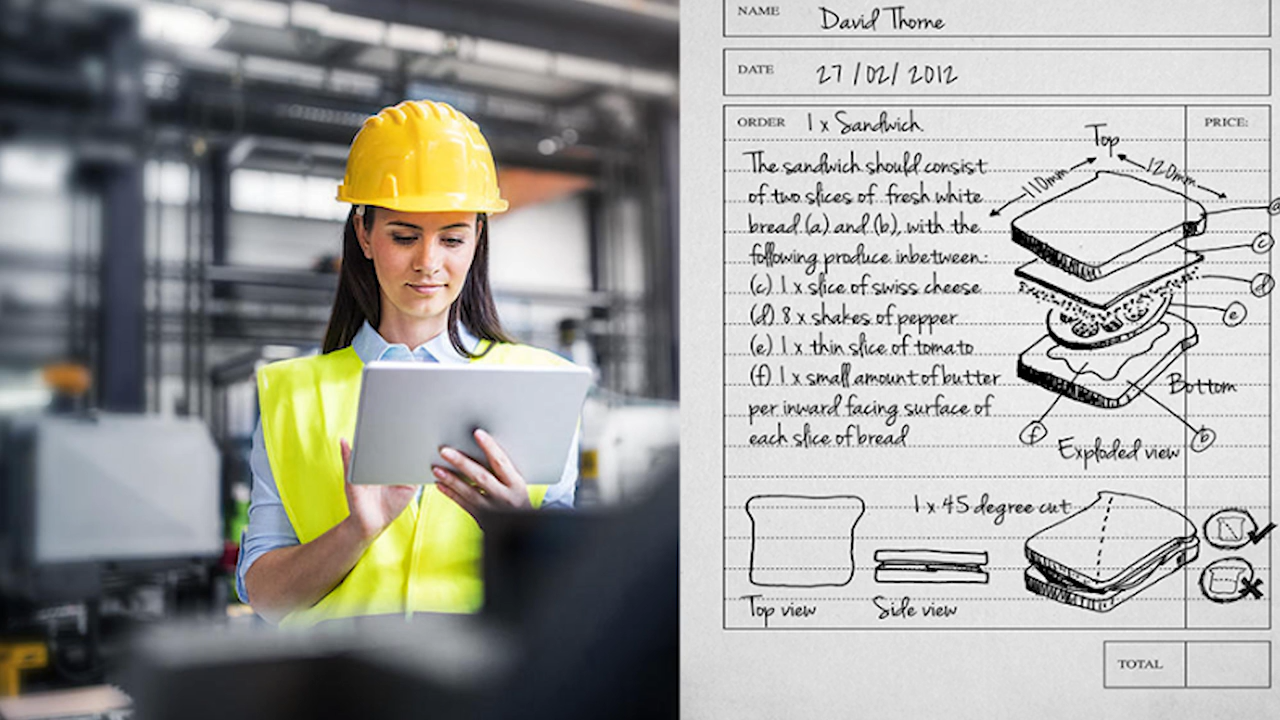 NAME David Thorne
DATE 27/02/2012
ORDER 1 x Sandwich. PRICE:
The sandwich should consist
of two slices of fresh white
bread (a) and (b), with the
following produce inbetween:
(c) 1 x slice of swiss cheese
(d) 8 x shakes of pepper
(e) 1 x thin slice of tomato
(f) 1 x small amount of butter
per inward facing surface of
each slice of bread
Top
110mm 120mm
a
c
d
e
Bottom
f b
Exploded view
1 x 45 degree cut
Top view Side view
TOTAL